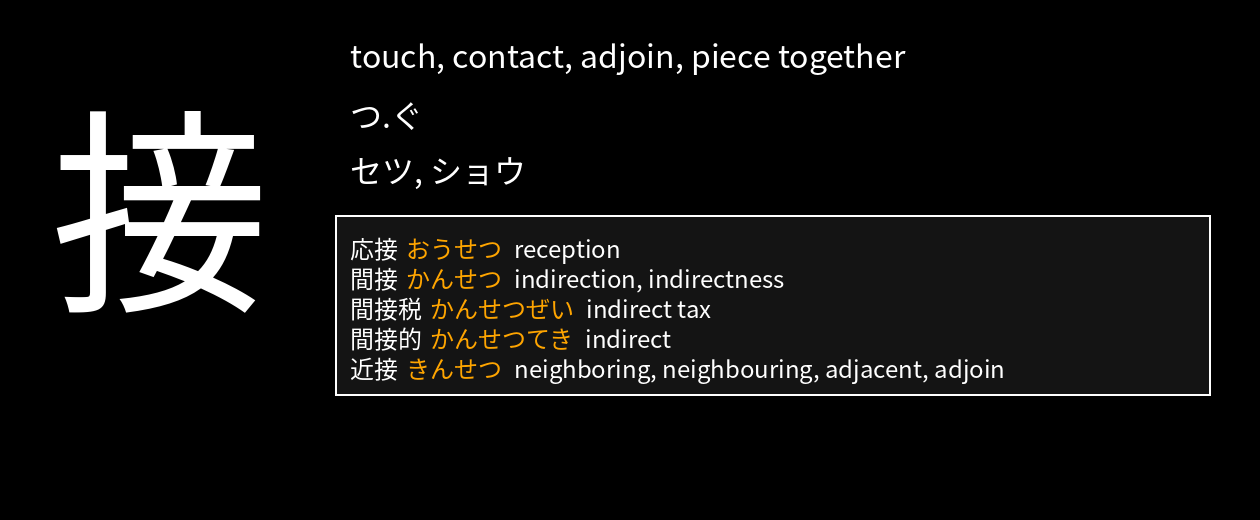 接
touch, contact, adjoin, piece together
つ.ぐ
セツ, ショウ
応接 おうせつ reception
間接 かんせつ indirection, indirectness
間接税 かんせつぜい indirect tax
間接的 かんせつてき indirect
近接 きんせつ neighboring, neighbouring, adjacent, adjoin